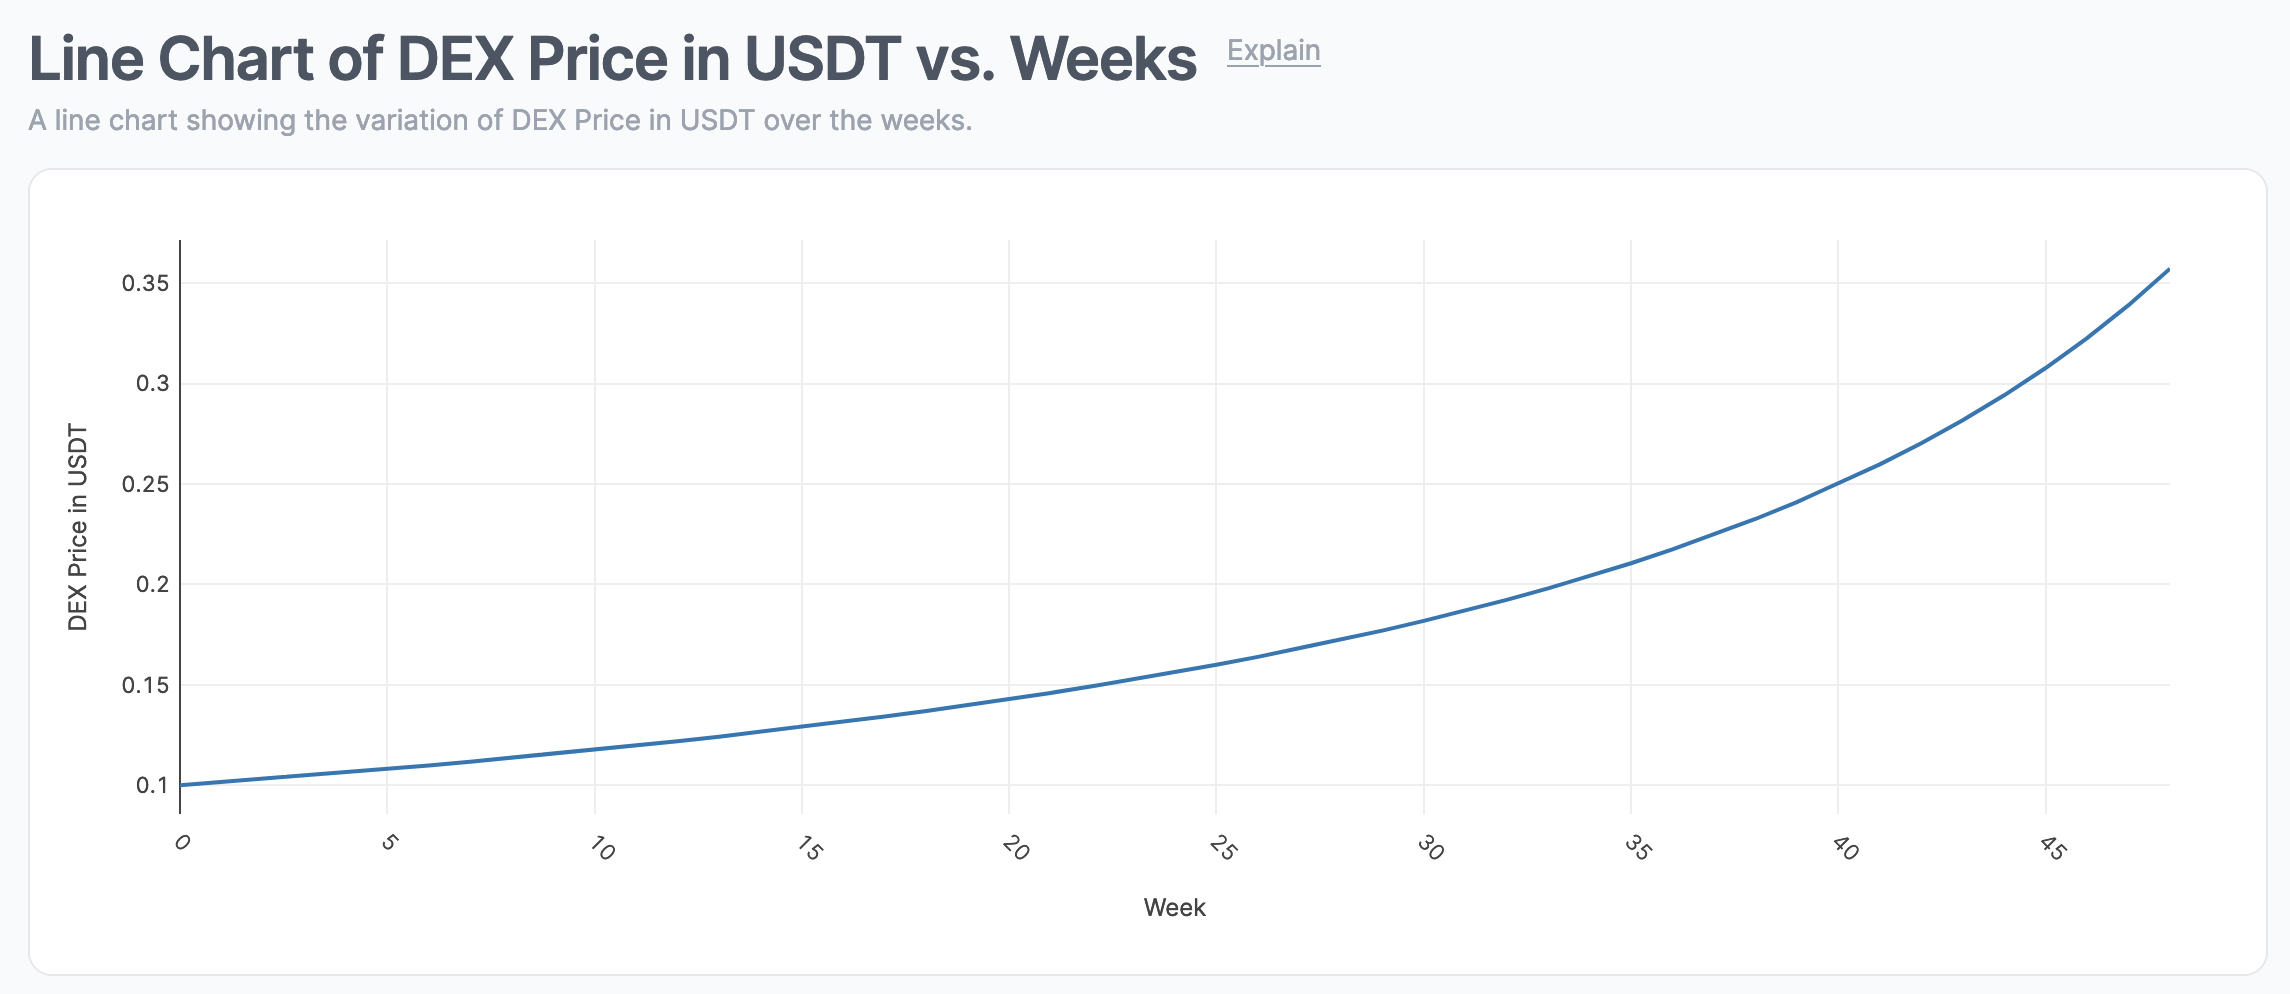 Line Chart of DEX Price in USDT vs. Weeks Explain
A line chart showing the variation of DEX Price in USDT over the weeks.
DEX Price in USDT
0.35
0.3
0.25
0.2
0.15
0.1
0 5 10 15 20 25 30 35 40 45
Week